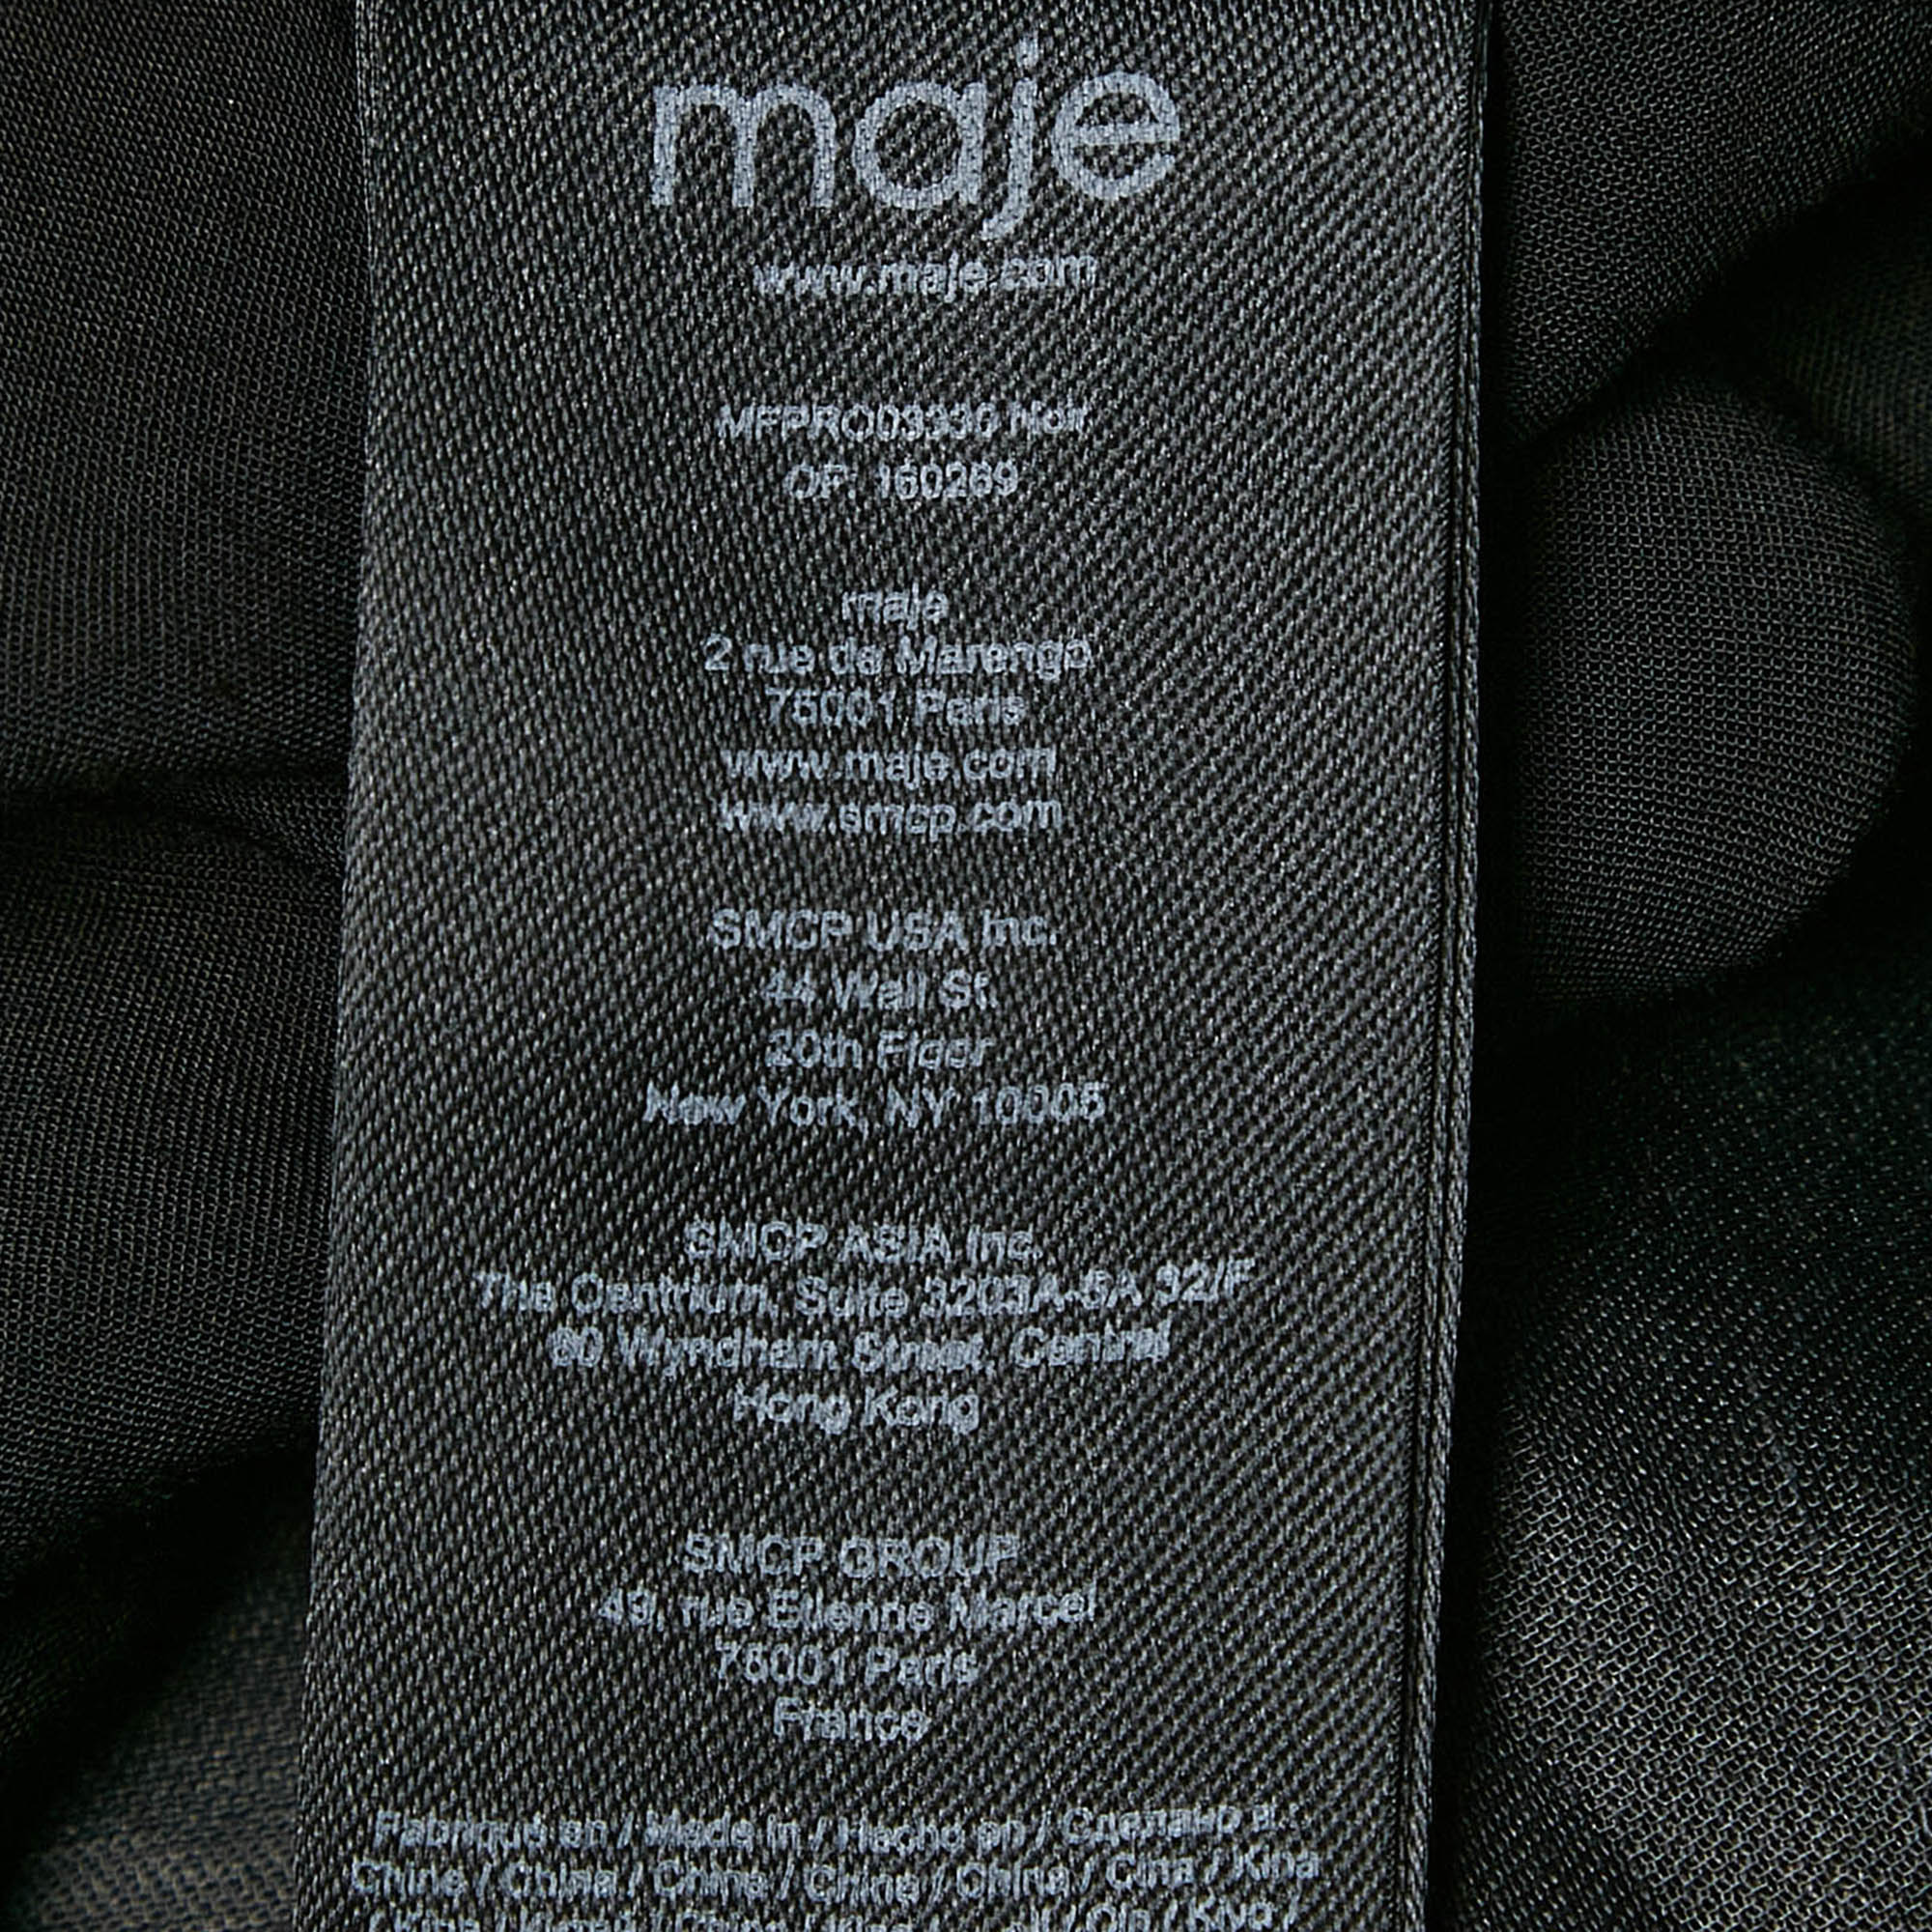 maje
www.maje.com
MFPRO09336 Noir
OF: 160269
maje
2 rue de Marengo
75001 Paris
www.maje.com
www.smcp.com
SMCP USA Inc.
44 Wall St.
20th Floor
New York, NY 10005
SMCP ASIA Inc.
The Centrium, Suite 3203A-5A 32/F
60 Wyndham Street, Central
Hong Kong
SMCP GROUP
49, rue Etienne Marcel
75001 Paris
France
Fabriqué en / Made in / Hecho en / Сделано в :
Chine / China / China / Chine / China / Cina / Kina